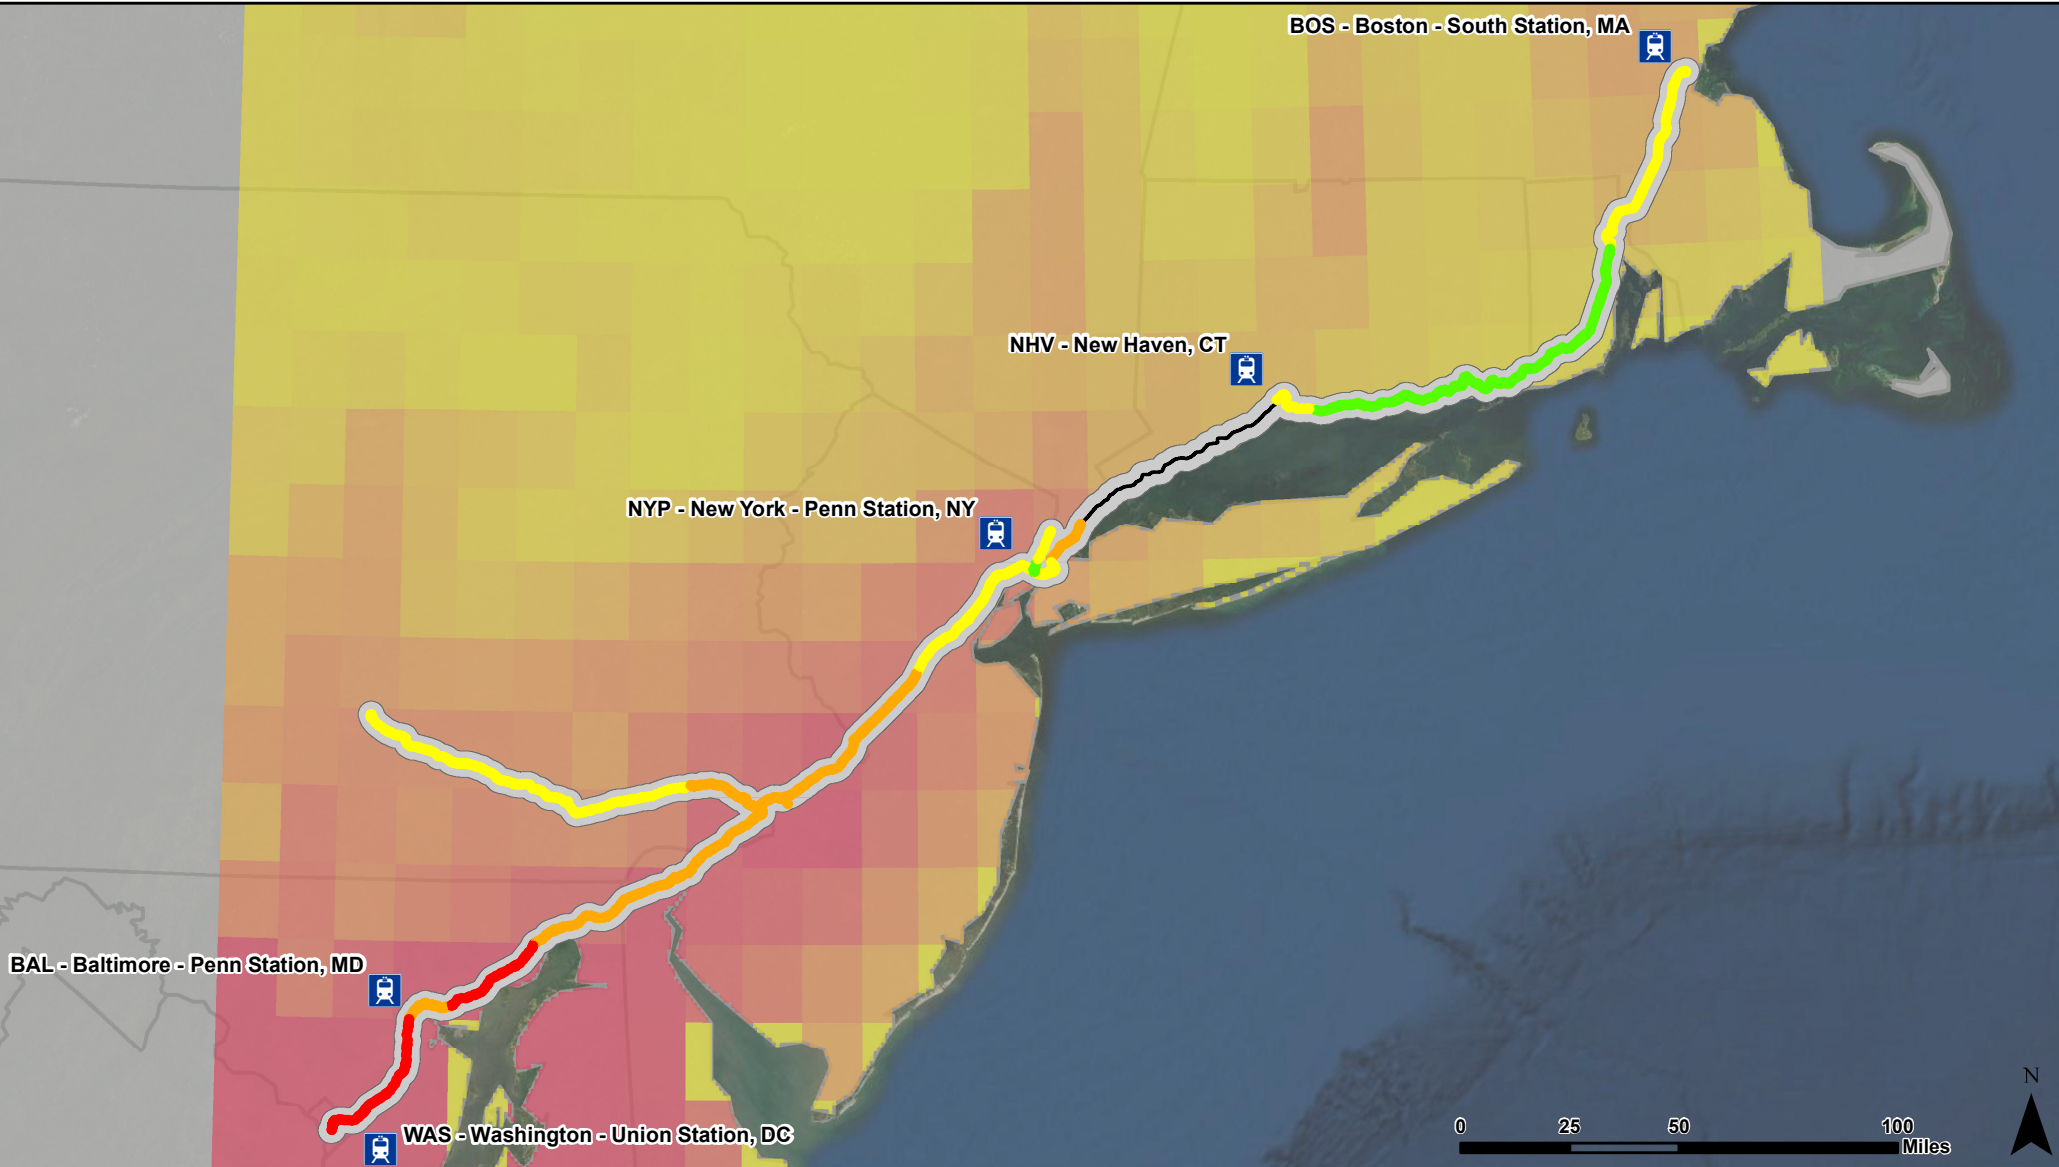 BOS - Boston - South Station, MA
NHV - New Haven, CT
NYP - New York - Penn Station, NY
BAL - Baltimore - Penn Station, MD
WAS - Washington - Union Station, DC
N
0 25 50 100
Miles